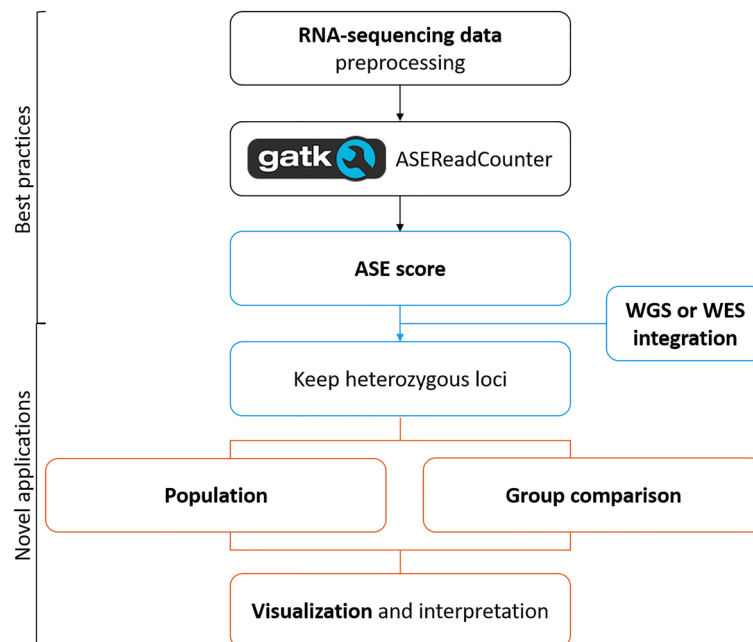 Best practices
RNA-sequencing data
preprocessing
gatk ASEReadCounter
ASE score
WGS or WES
integration
Keep heterozygous loci
Novel applications
Population
Group comparison
Visualization and interpretation